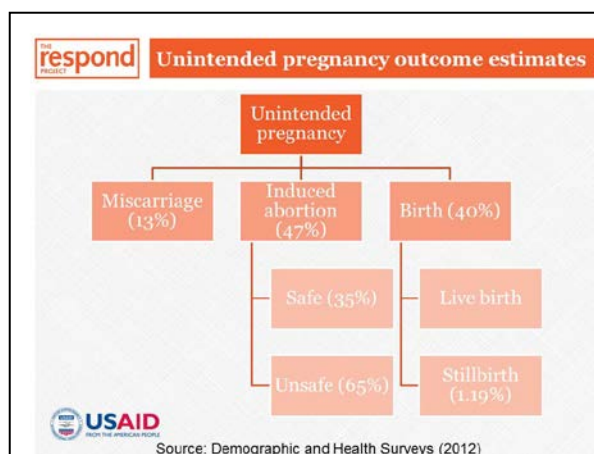 THE
respond
PROJECT
Unintended pregnancy outcome estimates
Unintended
pregnancy
Miscarriage
(13%)
Induced
abortion
(47%)
Birth (40%)
Safe (35%)
Live birth
Unsafe (65%)
Stillbirth
(1.19%)
USAID
FROM THE AMERICAN PEOPLE
Source: Demographic and Health Surveys (2012)